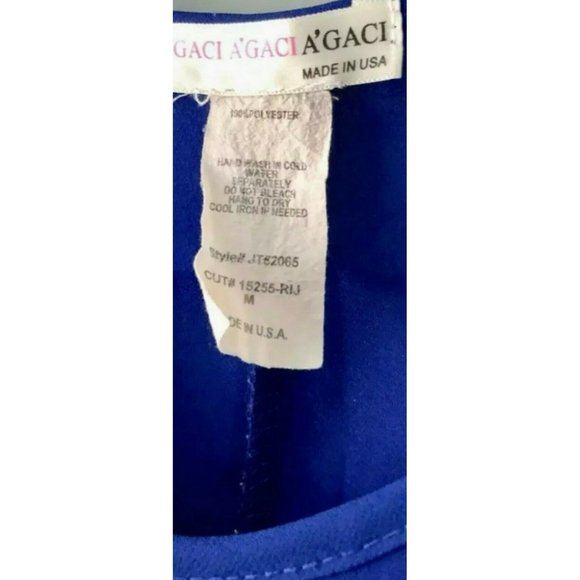 GACI A'GACI A'GACI
MADE IN USA
100% POLYESTER
HAND WASH IN COLD
WATER
SEPARATELY
DO NOT BLEACH
HANG TO DRY
COOL IRON IF NEEDED
Style# JT62065
CUT# 15255-RIJ
M
DE IN U.S.A.